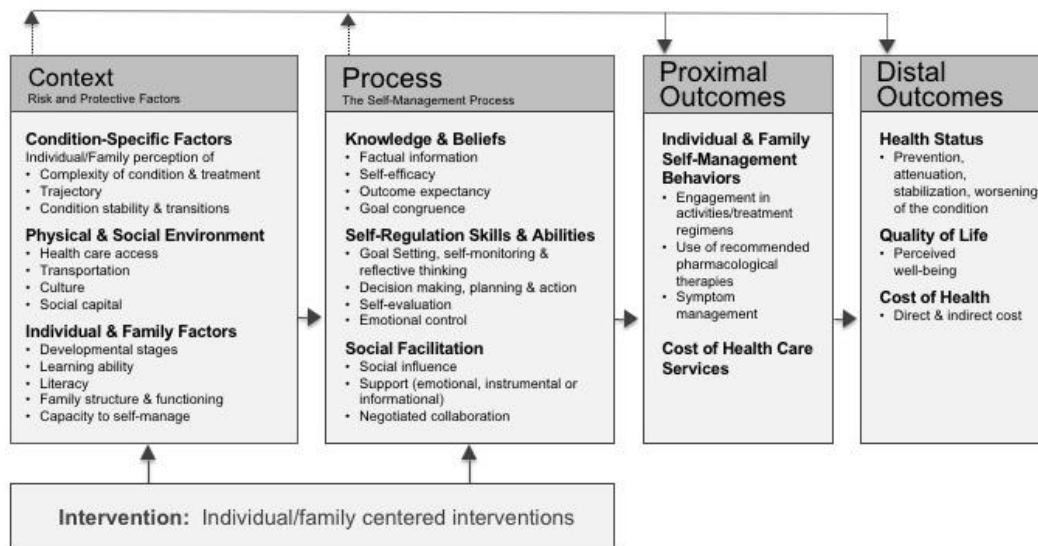 Context
Risk and Protective Factors
Condition-Specific Factors
Individual/Family perception of
• Complexity of condition & treatment
• Trajectory
• Condition stability & transitions
Physical & Social Environment
• Health care access
• Transportation
• Culture
• Social capital
Individual & Family Factors
• Developmental stages
• Learning ability
• Literacy
• Family structure & functioning
• Capacity to self-manage
Process
The Self-Management Process
Knowledge & Beliefs
• Factual information
• Self-efficacy
• Outcome expectancy
• Goal congruence
Self-Regulation Skills & Abilities
• Goal Setting, self-monitoring &
reflective thinking
• Decision making, planning & action
• Self-evaluation
• Emotional control
Social Facilitation
• Social influence
• Support (emotional, instrumental or
informational)
• Negotiated collaboration
Proximal
Outcomes
Individual & Family
Self-Management
Behaviors
• Engagement in
activities/treatment
regimens
• Use of recommended
pharmacological
therapies
• Symptom
management
Cost of Health Care
Services
Distal
Outcomes
Health Status
• Prevention,
attenuation,
stabilization, worsening
of the condition
Quality of Life
• Perceived
well-being
Cost of Health
• Direct & indirect cost
Intervention: Individual/family centered interventions